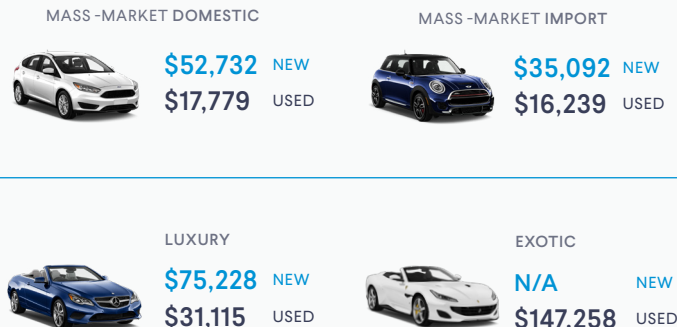 MASS -MARKET DOMESTIC
$52,732 NEW
$17,779 USED
MASS -MARKET IMPORT
$35,092 NEW
$16,239 USED
LUXURY
$75,228 NEW
$31,115 USED
EXOTIC
N/A NEW
$147,258 USED